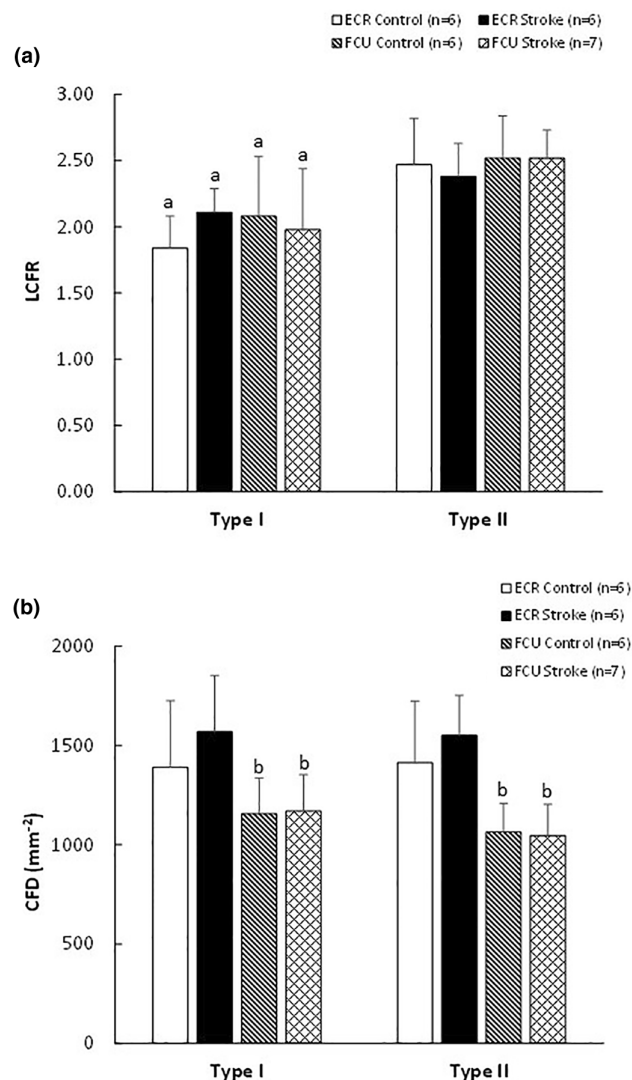 ECR Control (n=6) ECR Stroke (n=6)
FCU Control (n=6) FCU Stroke (n=7)
(a)
3.00
2.50
2.00
1.50
1.00
0.50
0.00
LCFR
a a a a
Type I Type II
(b)
ECR Control (n=6)
ECR Stroke (n=6)
FCU Control (n=6)
FCU Stroke (n=7)
2000
1500
1000
500
0
CFD (mm⁻²)
b b b b
Type I Type II